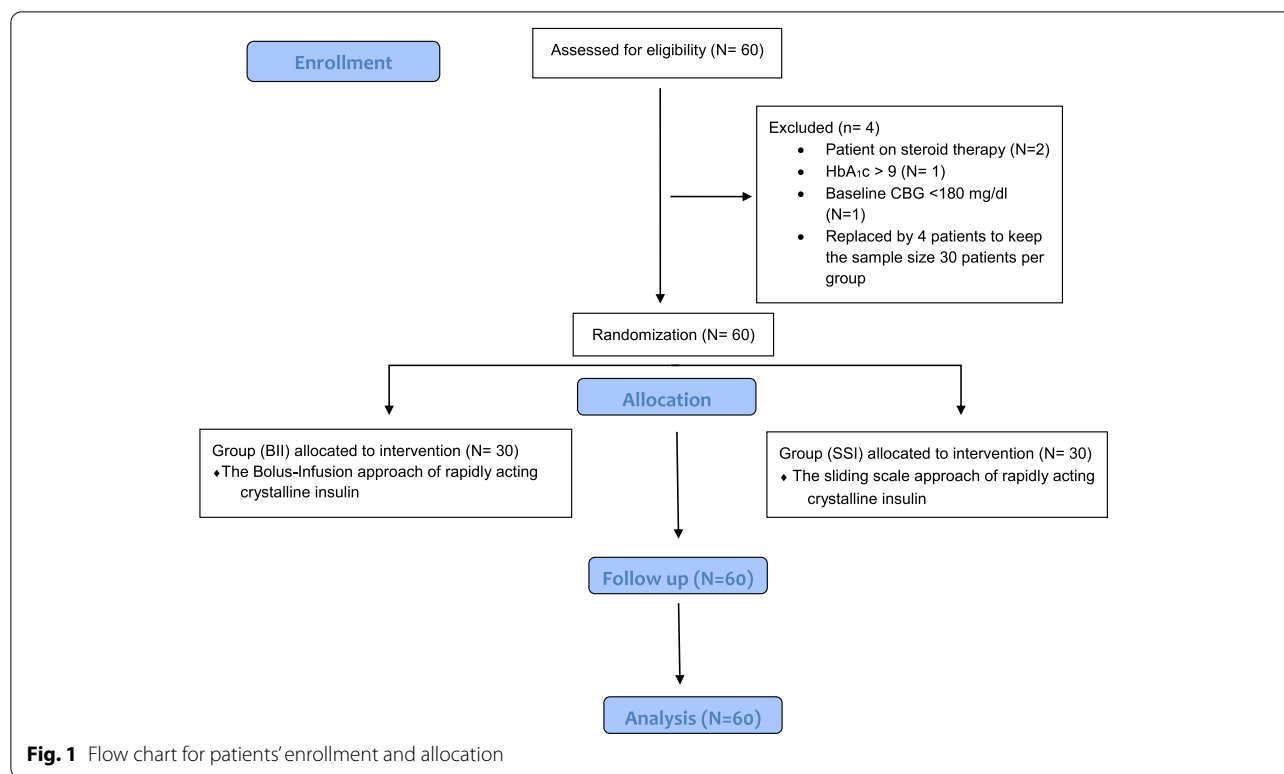 Enrollment
Assessed for eligibility (N= 60)
Excluded (n= 4)
• Patient on steroid therapy (N=2)
• HbA1c > 9 (N= 1)
• Baseline CBG <180 mg/dl
(N=1)
• Replaced by 4 patients to keep
the sample size 30 patients per
group
Randomization (N= 60)
Allocation
Group (BII) allocated to intervention (N= 30)
♦The Bolus-Infusion approach of rapidly acting
crystalline insulin
Group (SSI) allocated to intervention (N= 30)
♦ The sliding scale approach of rapidly acting
crystalline insulin
Follow up (N=60)
Analysis (N=60)
Fig. 1 Flow chart for patients' enrollment and allocation